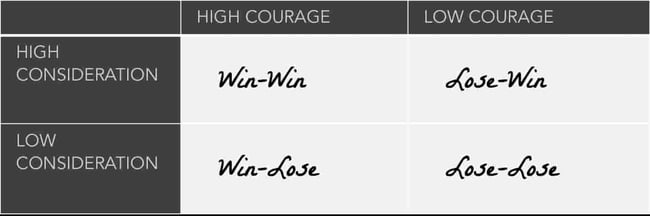 HIGH COURAGE LOW COURAGE
HIGH
CONSIDERATION
Win-Win Lose-Win
LOW
CONSIDERATION
Win-Lose Lose-Lose